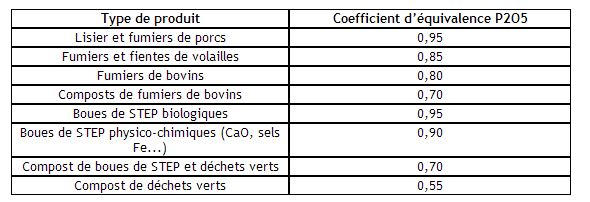 Type de produit Coefficient d'équivalence P2O5
Lisier et fumiers de porcs 0,95
Fumiers et fientes de volailles 0,85
Fumiers de bovins 0,80
Composts de fumiers de bovins 0,70
Boues de STEP biologiques 0,95
Boues de STEP physico-chimiques (CaO, sels 0,90
Fe...)
Compost de boues de STEP et déchets verts 0,70
Compost de déchets verts 0,55